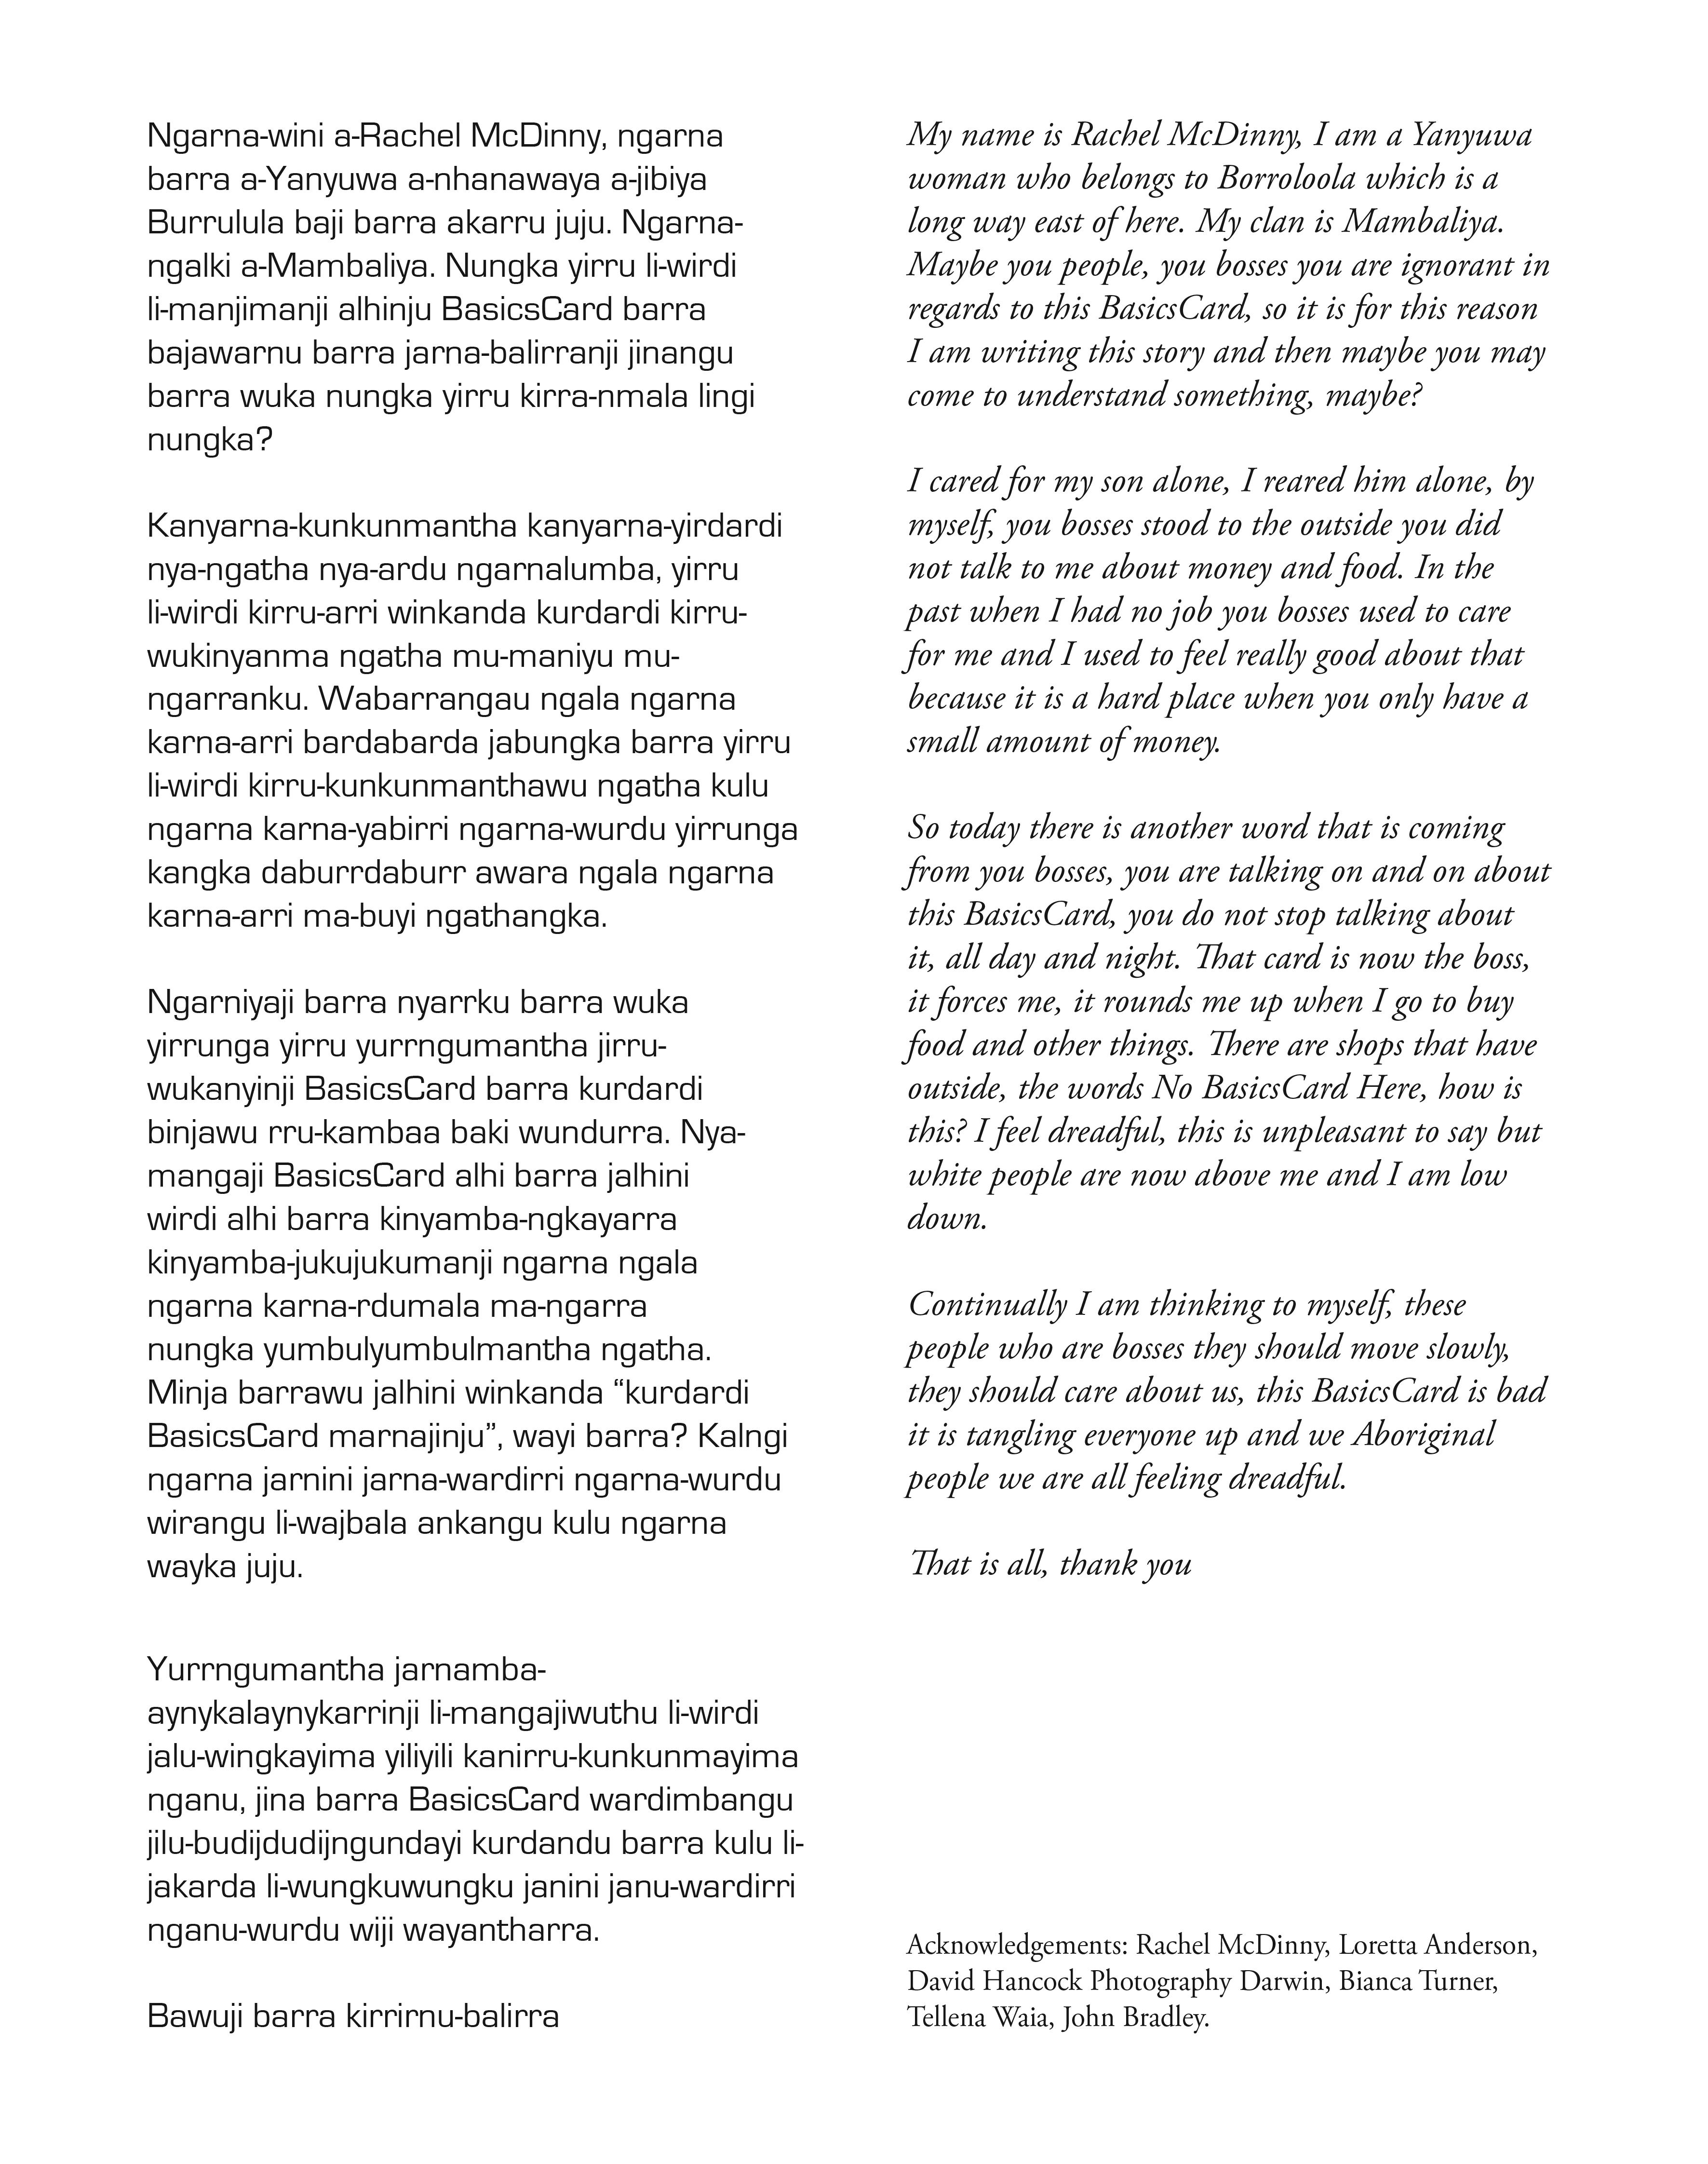 Ngarna-wini a-Rachel McDinny, ngarna
barra a-Yanyuwa a-nhanawaya a-jibiya
Burrulula baji barra akarru juju. Ngarna-
ngalki a-Mambaliya. Nungka yirru li-wirdi
li-manjimanji alhinju BasicsCard barra
bajawarnu barra jarna-balirranji jinangu
barra wuka nungka yirru kirra-nmala lingi
nungka?

Kanyarna-kunkunmantha kanyarna-yirdardi
nya-ngatha nya-ardu ngarnalumba, yirru
li-wirdi kirru-arri winkanda kurdardi kirru-
wukinyanma ngatha mu-maniyu mu-
ngarranku. Wabarrangau ngala ngarna
karna-arri bardabarda jabungka barra yirru
li-wirdi kirru-kunkunmanthawu ngatha kulu
ngarna karna-yabirri ngarna-wurdu yirrunga
kangka daburrdaburr awara ngala ngarna
karna-arri ma-buyi ngathangka.

Ngarniyaji barra nyarrku barra wuka
yirrunga yirru yurrngumantha jirru-
wukanyinji BasicsCard barra kurdardi
binjawu rru-kambaa baki wundurra. Nya-
mangaji BasicsCard alhi barra jalhini
wirdi alhi barra kinyamba-ngkayarra
kinyamba-jukujukumanji ngarna ngala
ngarna karna-rdumala ma-ngarra
nungka yumbulyumbulmantha ngatha.
Minja barrawu jalhini winkanda “kurdardi
BasicsCard marnajinju”, wayi barra? Kalngi
ngarna jarnini jarna-wardirri ngarna-wurdu
wirangu li-wajbala ankangu kulu ngarna
wayka juju.

Yurrngumantha jarnamba-
aynykalaynykarrinji li-mangajiwuthu li-wirdi
jalu-wingkayima yiliyili kanirru-kunkunmayima
nganu, jina barra BasicsCard wardimbangu
jilu-budijdudijngundayi kurdandu barra kulu li-
jakarda li-wungkuwungku janini janu-wardirri
nganu-wurdu wiji wayantharra.

Bawuji barra kirrirnu-balirra

My name is Rachel McDinny, I am a Yanyuwa
woman who belongs to Borroloola which is a
long way east of here. My clan is Mambaliya.
Maybe you people, you bosses you are ignorant in
regards to this BasicsCard, so it is for this reason
I am writing this story and then maybe you may
come to understand something, maybe?

I cared for my son alone, I reared him alone, by
myself, you bosses stood to the outside you did
not talk to me about money and food. In the
past when I had no job you bosses used to care
for me and I used to feel really good about that
because it is a hard place when you only have a
small amount of money.

So today there is another word that is coming
from you bosses, you are talking on and on about
this BasicsCard, you do not stop talking about
it, all day and night. That card is now the boss,
it forces me, it rounds me up when I go to buy
food and other things. There are shops that have
outside, the words No BasicsCard Here, how is
this? I feel dreadful, this is unpleasant to say but
white people are now above me and I am low
down.

Continually I am thinking to myself, these
people who are bosses they should move slowly,
they should care about us, this BasicsCard is bad
it is tangling everyone up and we Aboriginal
people we are all feeling dreadful.

That is all, thank you

Acknowledgements: Rachel McDinny, Loretta Anderson,
David Hancock Photography Darwin, Bianca Turner,
Tellena Waia, John Bradley.